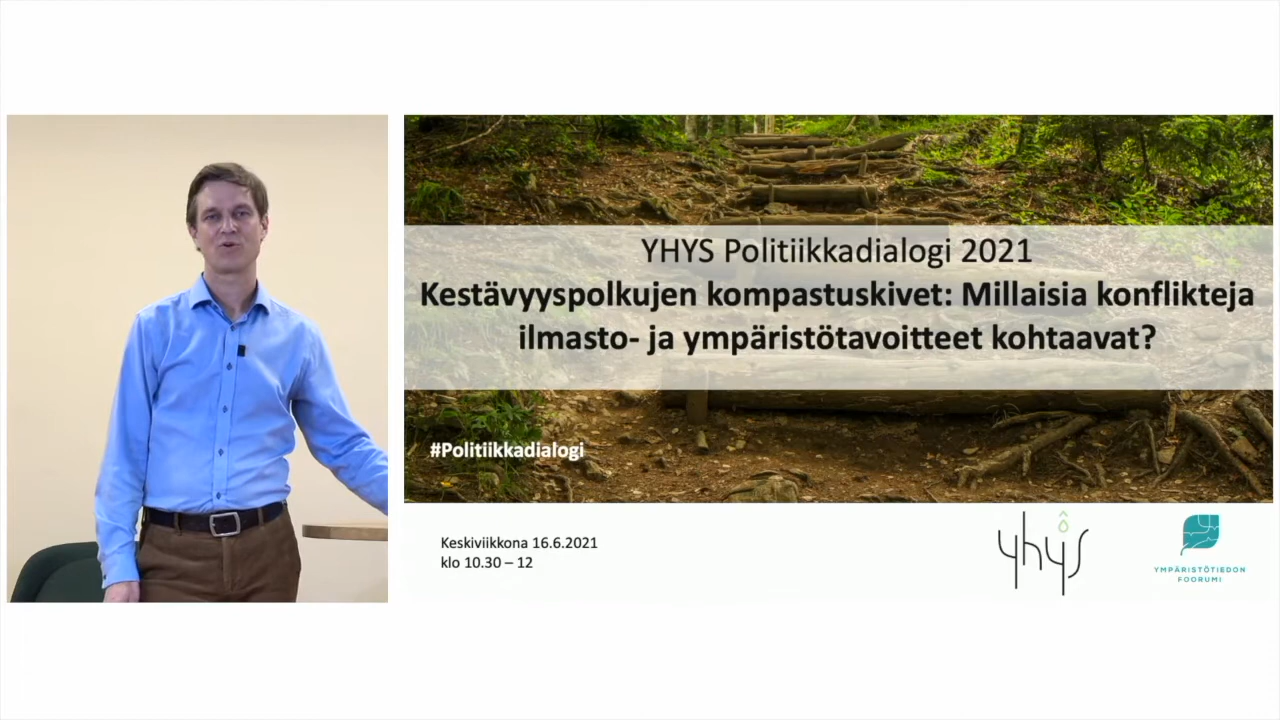 YHYS Politiikkadialogi 2021
Kestävyyspolkujen kompastuskivet: Millaisia konflikteja
ilmasto- ja ympäristötavoitteet kohtaavat?
#Politiikkadialogi
Keskiviikkona 16.6.2021
klo 10.30 – 12
yhys
YMPÄRISTÖTIEDON
FOORUMI